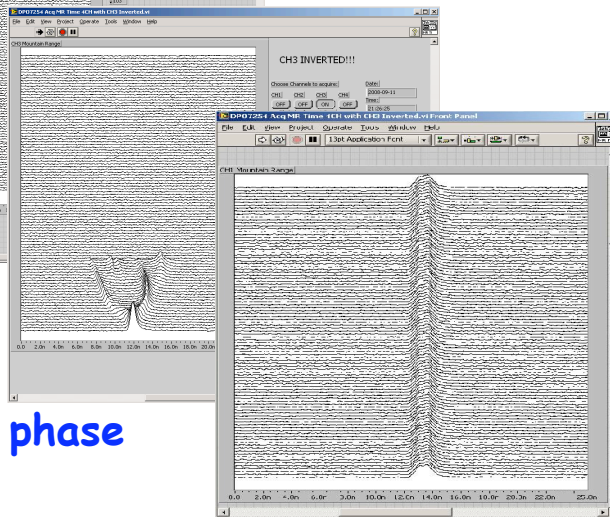 DPO7254 Acq MR Time 4CH with CH3 Inverted.vi
File Edit View Project Operate Tools Window Help
CH3 Mountain Range
CH3 INVERTED!!!
Choose Channels to acquire:
CH1 CH2 CH3 CH4
OFF OFF ON OFF
Date:
2008-09-11
Time:
21:26:25
0.0 2.0n 4.0n 6.0n 8.0n 10.0n 12.0n 14.0n 16.0n 18.0n 20.0n
DPO7254 Acq MR Time 4CH with CH3 Inverted.vi Front Panel
File Edit View Project Operate Tools Window Help
13pt Application Font
CH1 Mountain Range
0.0 2.0n 4.0n 6.0n 8.0n 10.0n 12.0n 14.0n 16.0n 18.0n 20.0n 22.0n 25.0n
phase